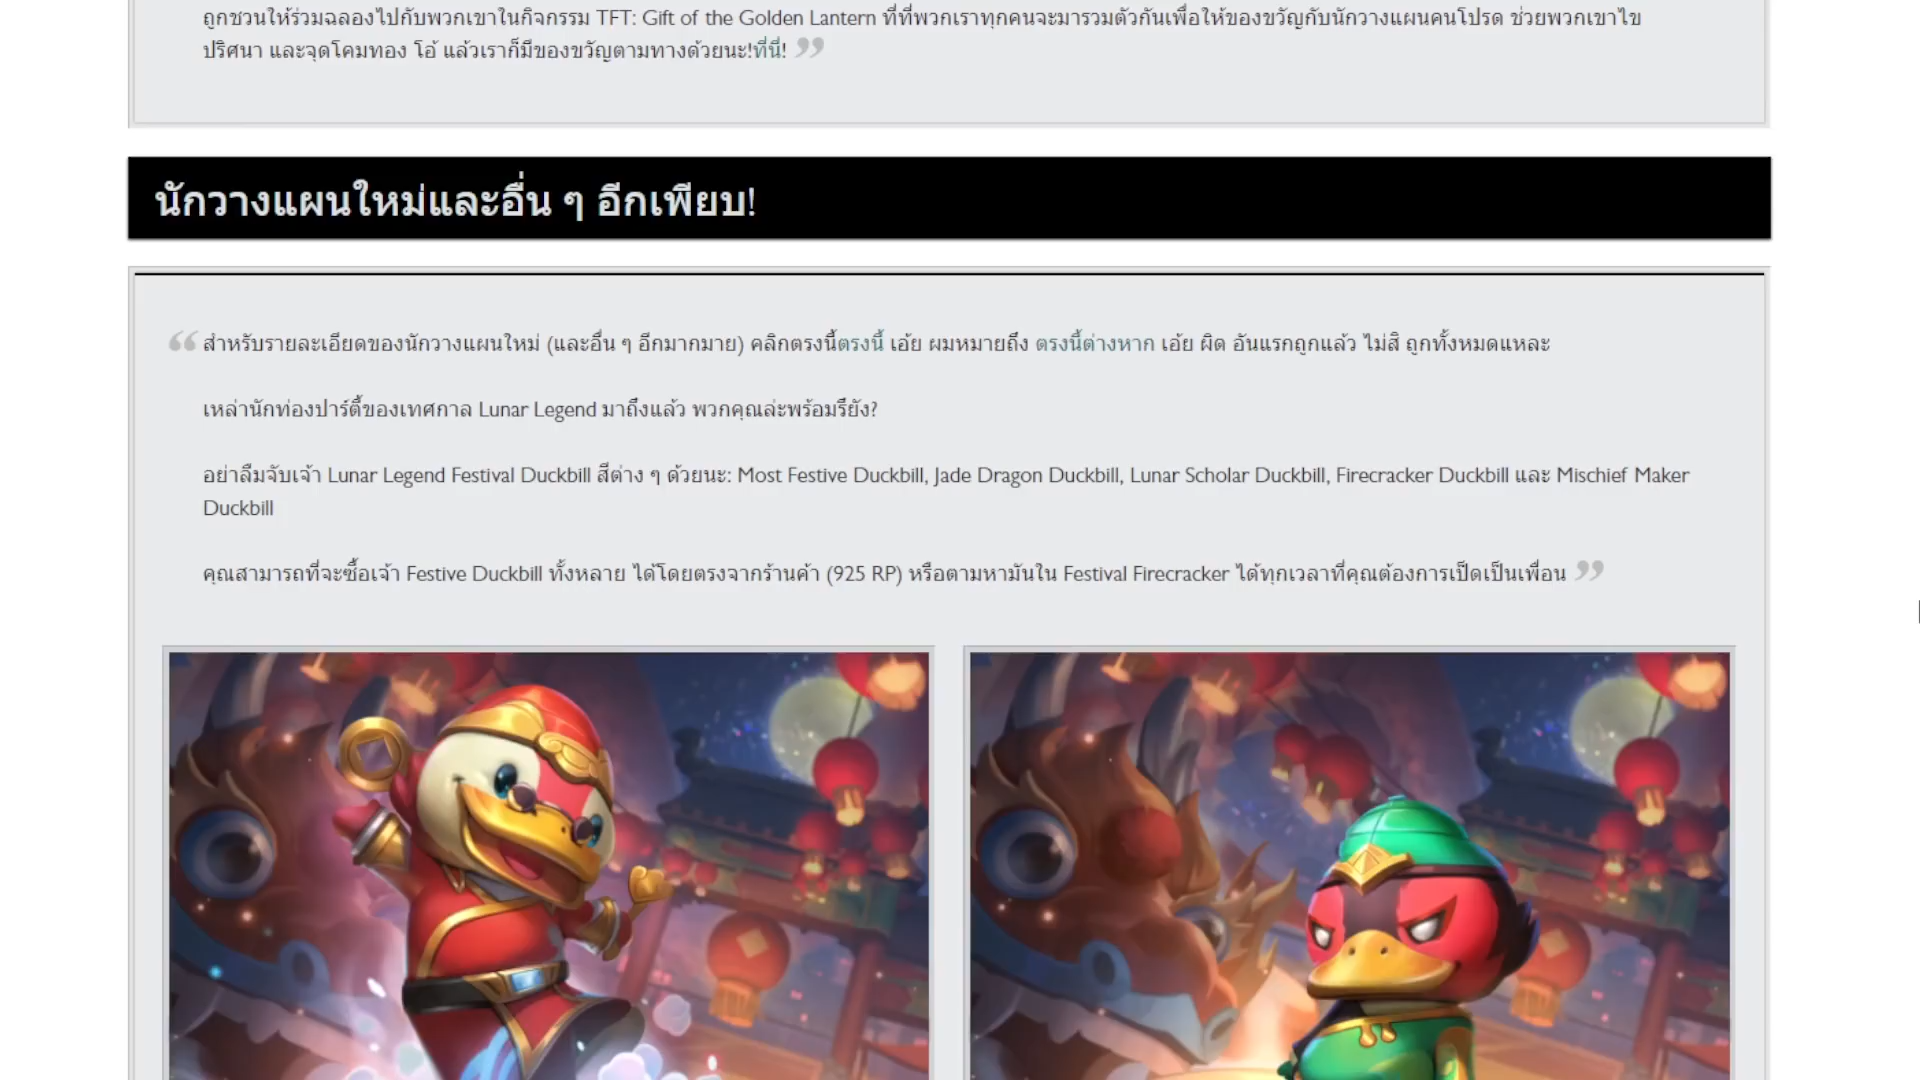 ถูกชวนให้ร่วมฉลองไปกับพวกเขาในกิจกรรม TFT: Gift of the Golden Lantern ที่ที่พวกเราทุกคนจะมารวมตัวกันเพื่อให้ของขวัญกับนักวางแผนคนโปรด ช่วยพวกเขาไข
ปริศนา และจุดโคมทอง โอ้ แล้วเราก็มีของขวัญตามทางด้วยนะ!ที่นี่! ”
นักวางแผนใหม่และอื่น ๆ อีกเพียบ!
“ สำหรับรายละเอียดของนักวางแผนใหม่ (และอื่น ๆ อีกมากมาย) คลิกตรงนี้ตรงนี้ เอ้ย ผมหมายถึง ตรงนี้ต่างหาก เอ้ย ผิด อันแรกถูกแล้ว ไม่สิ ถูกทั้งหมดแหละ
เหล่านักท่องปาร์ตี้ของเทศกาล Lunar Legend มาถึงแล้ว พวกคุณล่ะพร้อมรึยัง?
อย่าลืมจับเจ้า Lunar Legend Festival Duckbill สีต่าง ๆ ด้วยนะ: Most Festive Duckbill, Jade Dragon Duckbill, Lunar Scholar Duckbill, Firecracker Duckbill และ Mischief Maker
Duckbill
คุณสามารถที่จะซื้อเจ้า Festive Duckbill ทั้งหลาย ได้โดยตรงจากร้านค้า (925 RP) หรือตามหามันใน Festival Firecracker ได้ทุกเวลาที่คุณต้องการเป็ดเป็นเพื่อน ”